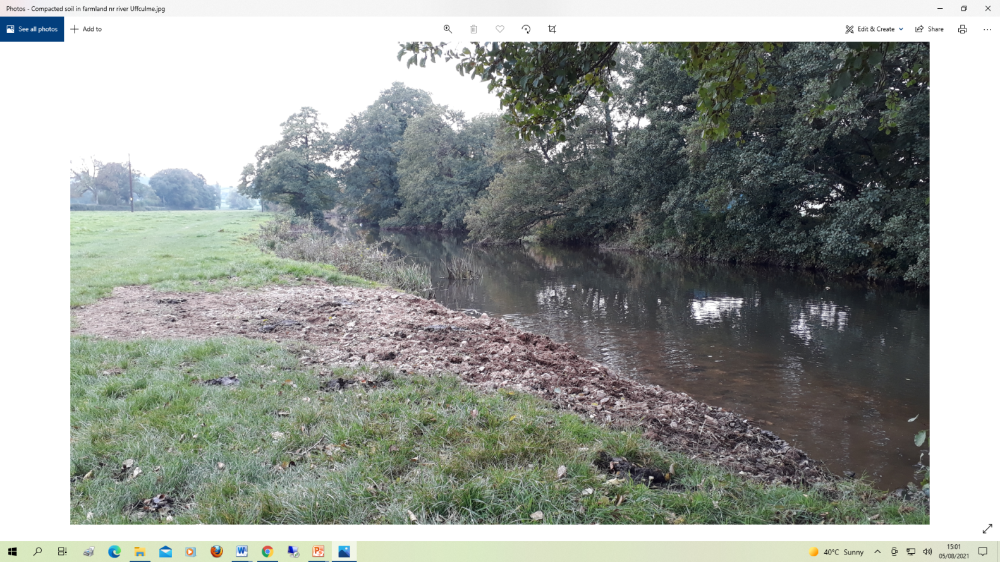 Photos - Compacted soil in farmland nr river Uffculme.jpg
See all photos
Add to
Edit & Create
Share
40°C Sunny
15:01
05/08/2021